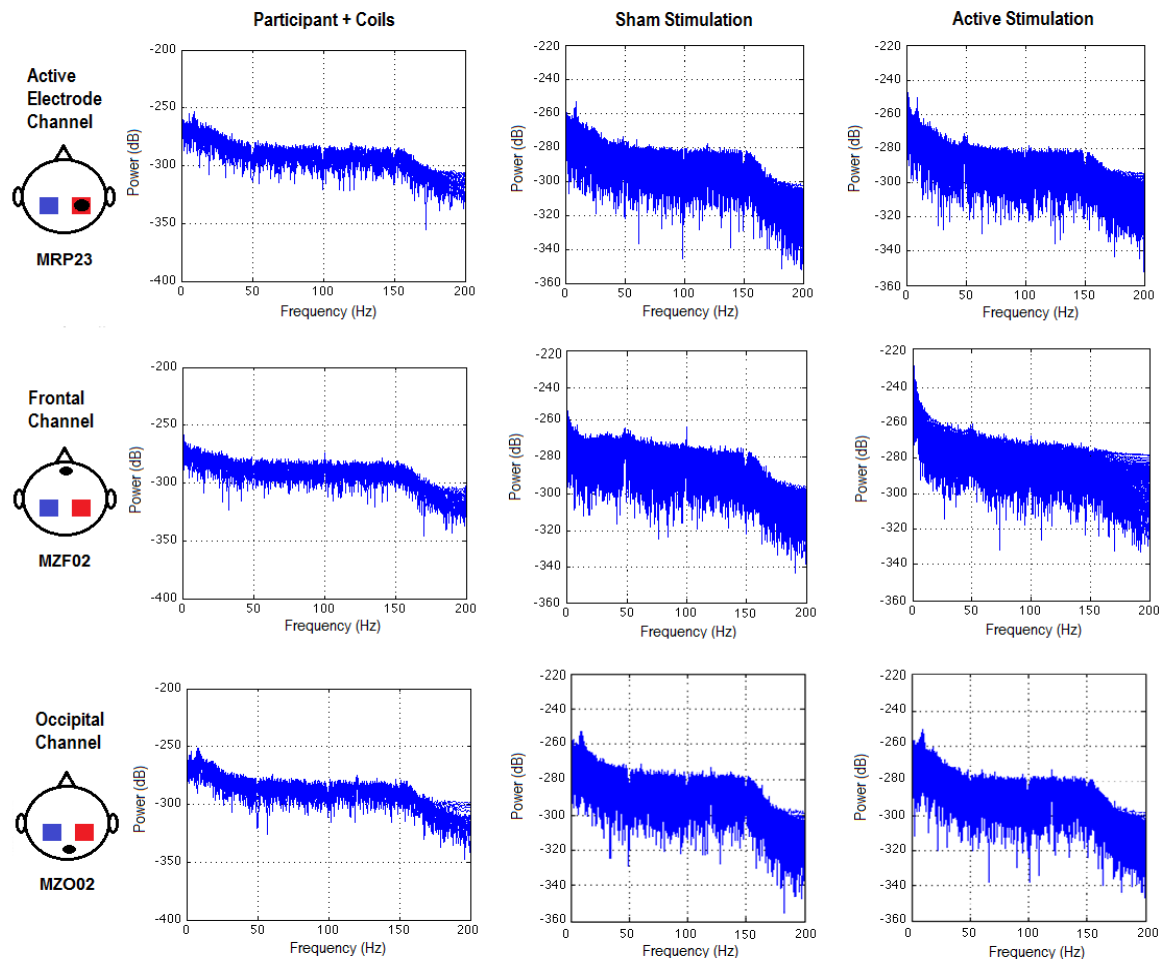 Participant + Coils
Sham Stimulation
Active Stimulation
Active
Electrode
Channel
MRP23
Power (dB)
-200
-250
-300
-350
-400
0 50 100 150 200
Frequency (Hz)
Power (dB)
-220
-240
-260
-280
-300
-320
-340
-360
0 50 100 150 200
Frequency (Hz)
Power (dB)
-220
-240
-260
-280
-300
-320
-340
-360
0 50 100 150 200
Frequency (Hz)
Frontal
Channel
MZF02
Power (dB)
-200
-250
-300
-350
-400
0 50 100 150 200
Frequency (Hz)
Power (dB)
-220
-240
-260
-280
-300
-320
-340
-360
0 50 100 150 200
Frequency (Hz)
Power (dB)
-220
-240
-260
-280
-300
-320
-340
-360
0 50 100 150 200
Frequency (Hz)
Occipital
Channel
MZO02
Power (dB)
-200
-250
-300
-350
-400
0 50 100 150 200
Frequency (Hz)
Power (dB)
-220
-240
-260
-280
-300
-320
-340
-360
0 50 100 150 200
Frequency (Hz)
Power (dB)
-220
-240
-260
-280
-300
-320
-340
-360
0 50 100 150 200
Frequency (Hz)